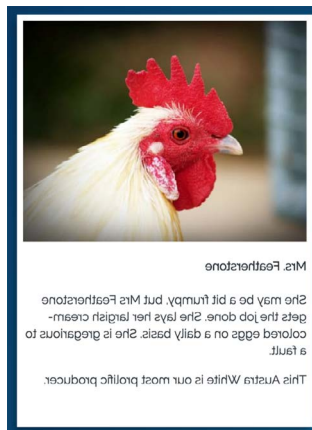 Mrs. Featherstone
She may be a bit frumpy, but Mrs Featherstone
gets the job done. She lays her largish cream-
colored eggs on a daily basis. She is gregarious to
a fault.
This Austra White is our most prolific producer.